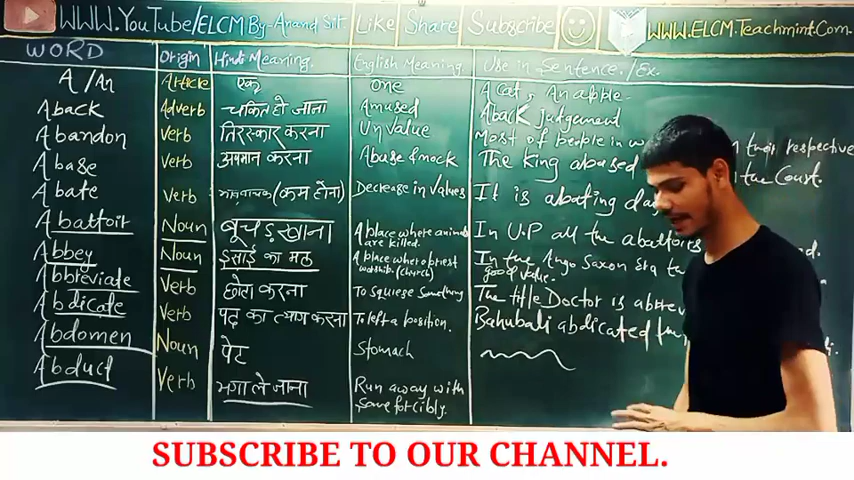 WWW.YouTube/ELCM By-Anand Sir. Like Share Subscribe WWW.ELCM.Teachmint.Com.
WORD Origin Hindi Meaning. English Meaning. Use in Sentence./Ex.
A/An Article एक one A Cat, An apple.
Aback Adverb चकित हो जाना Amused Aback judgement
Abandon Verb तिरस्कार करना Un value Most of people in their respective
Abase Verb अपमान करना Abuse & mock The King abased the Court.
Abate Verb (कम होना) Decrease in Values It is abating
Abattoir Noun बूचड़खाना A place where animals are killed. In U.P all the abattoirs
Abbey Noun इसाई का मठ A place where priest worship. (church) In the Ango Saxon Era good value.
Abbreviate Verb छोटा करना To squiese something The title Doctor is
Abdicate Verb पद का त्याग करना To left a position. Bahubali abdicated
Abdomen Noun पेट Stomach
Abduct Verb भगा ले जाना Run away with some forcibly.
SUBSCRIBE TO OUR CHANNEL.